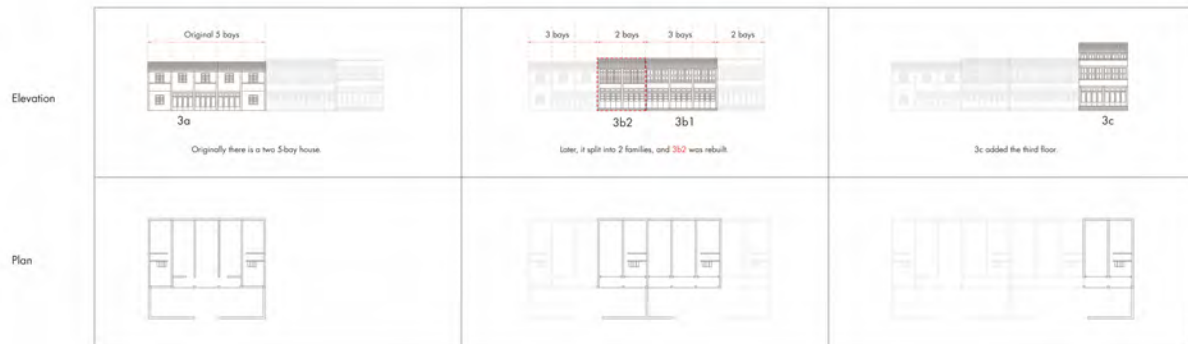 Original 5 bays
3 bays
2 bays
3 bays
2 bays
Elevation
3a
3b2
3b1
3c
Originally there is a two 5-bay house.
Later, it split into 2 families, and 3b2 was rebuilt.
3c added the third floor.
Plan